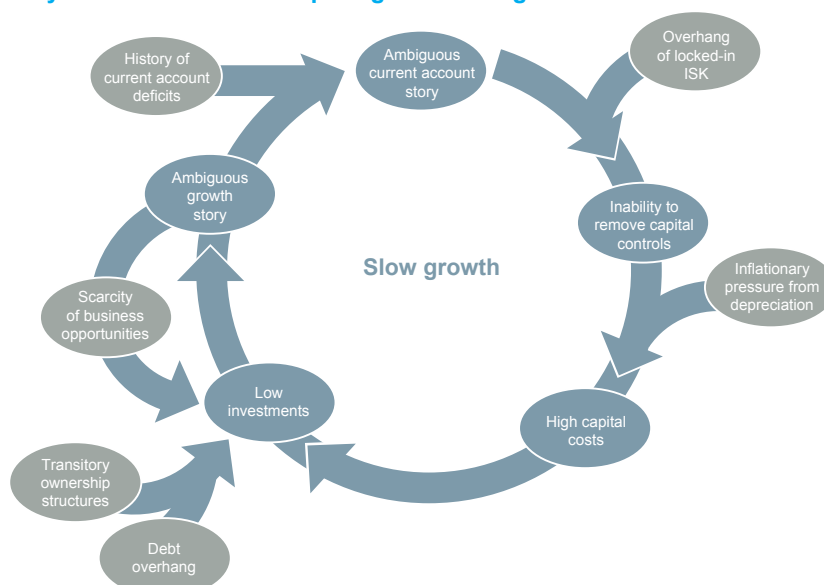 History of
current account
deficits
Ambiguous
current account
story
Overhang
of locked-in
ISK
Ambiguous
growth
story
Inability to
remove capital
controls
Slow growth
Inflationary
pressure from
depreciation
Scarcity
of business
opportunities
Low
investments
High capital
costs
Transitory
ownership
structures
Debt
overhang